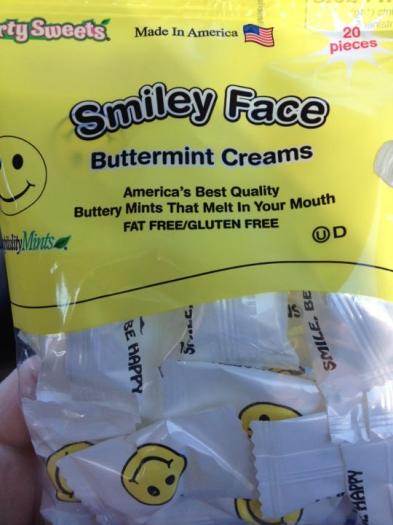 rty Sweets
Made In America
20
pieces
Smiley Face
Buttermint Creams
America's Best Quality
Buttery Mints That Melt In Your Mouth
FAT FREE/GLUTEN FREE
U D
Mints
BE HAPPY
SMILE,
SMILE, BE
E HAPPY